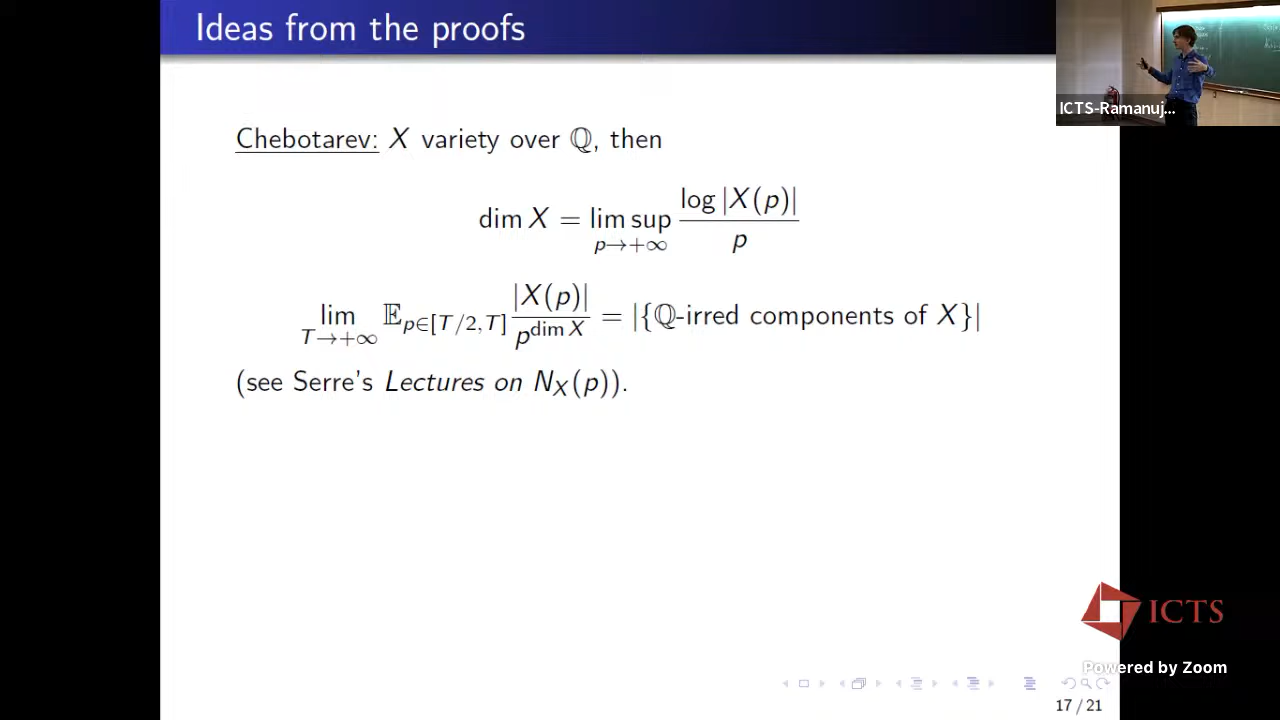 Ideas from the proofs
ICTS-Ramanuj...
Chebotarev: X variety over ℚ, then
dim X = lim sup_{p→+∞} log |X(p)| / p
lim_{T→+∞} 𝔼_{p∈[T/2,T]} |X(p)| / p^{dim X} = |{ℚ-irred components of X}|
(see Serre's Lectures on N_X(p)).
ICTS
Powered by Zoom
17 / 21